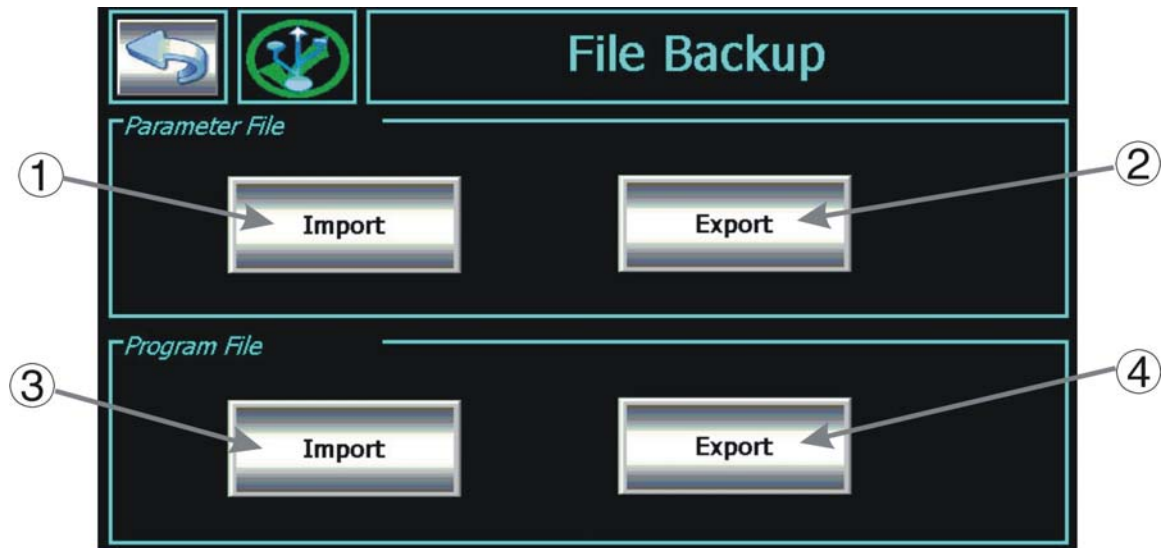 File Backup
Parameter File
① Import Export ②
Program File
③ Import Export ④